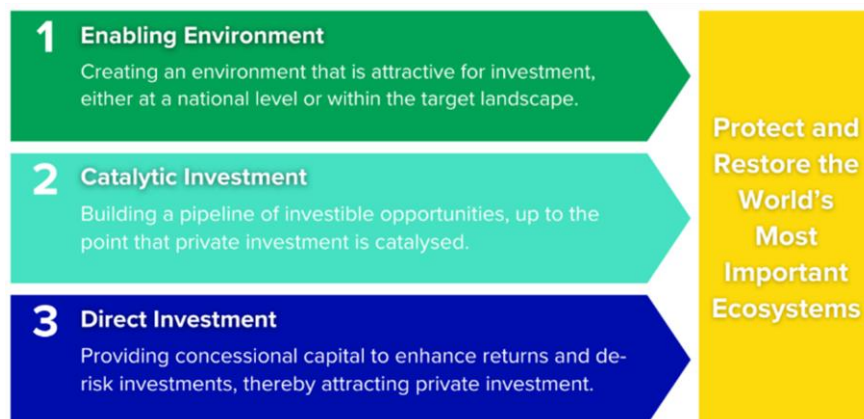 1 Enabling Environment
Creating an environment that is attractive for investment,
either at a national level or within the target landscape.
2 Catalytic Investment
Building a pipeline of investible opportunities, up to the
point that private investment is catalysed.
3 Direct Investment
Providing concessional capital to enhance returns and de-
risk investments, thereby attracting private investment.
Protect and
Restore the
World's
Most
Important
Ecosystems